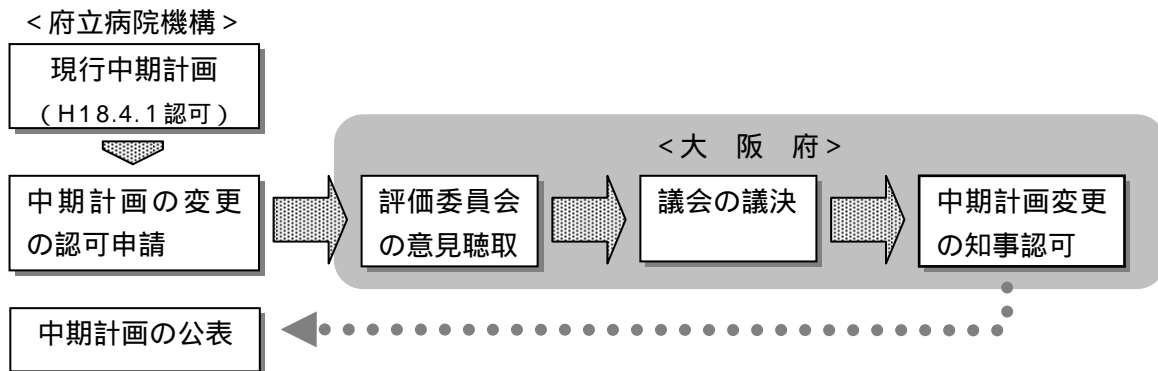 <府立病院機構>
現行中期計画
(H18.4.1認可)
<大 阪 府>
中期計画の変更
の認可申請
評価委員会
の意見聴取
議会の議決
中期計画変更
の知事認可
中期計画の公表